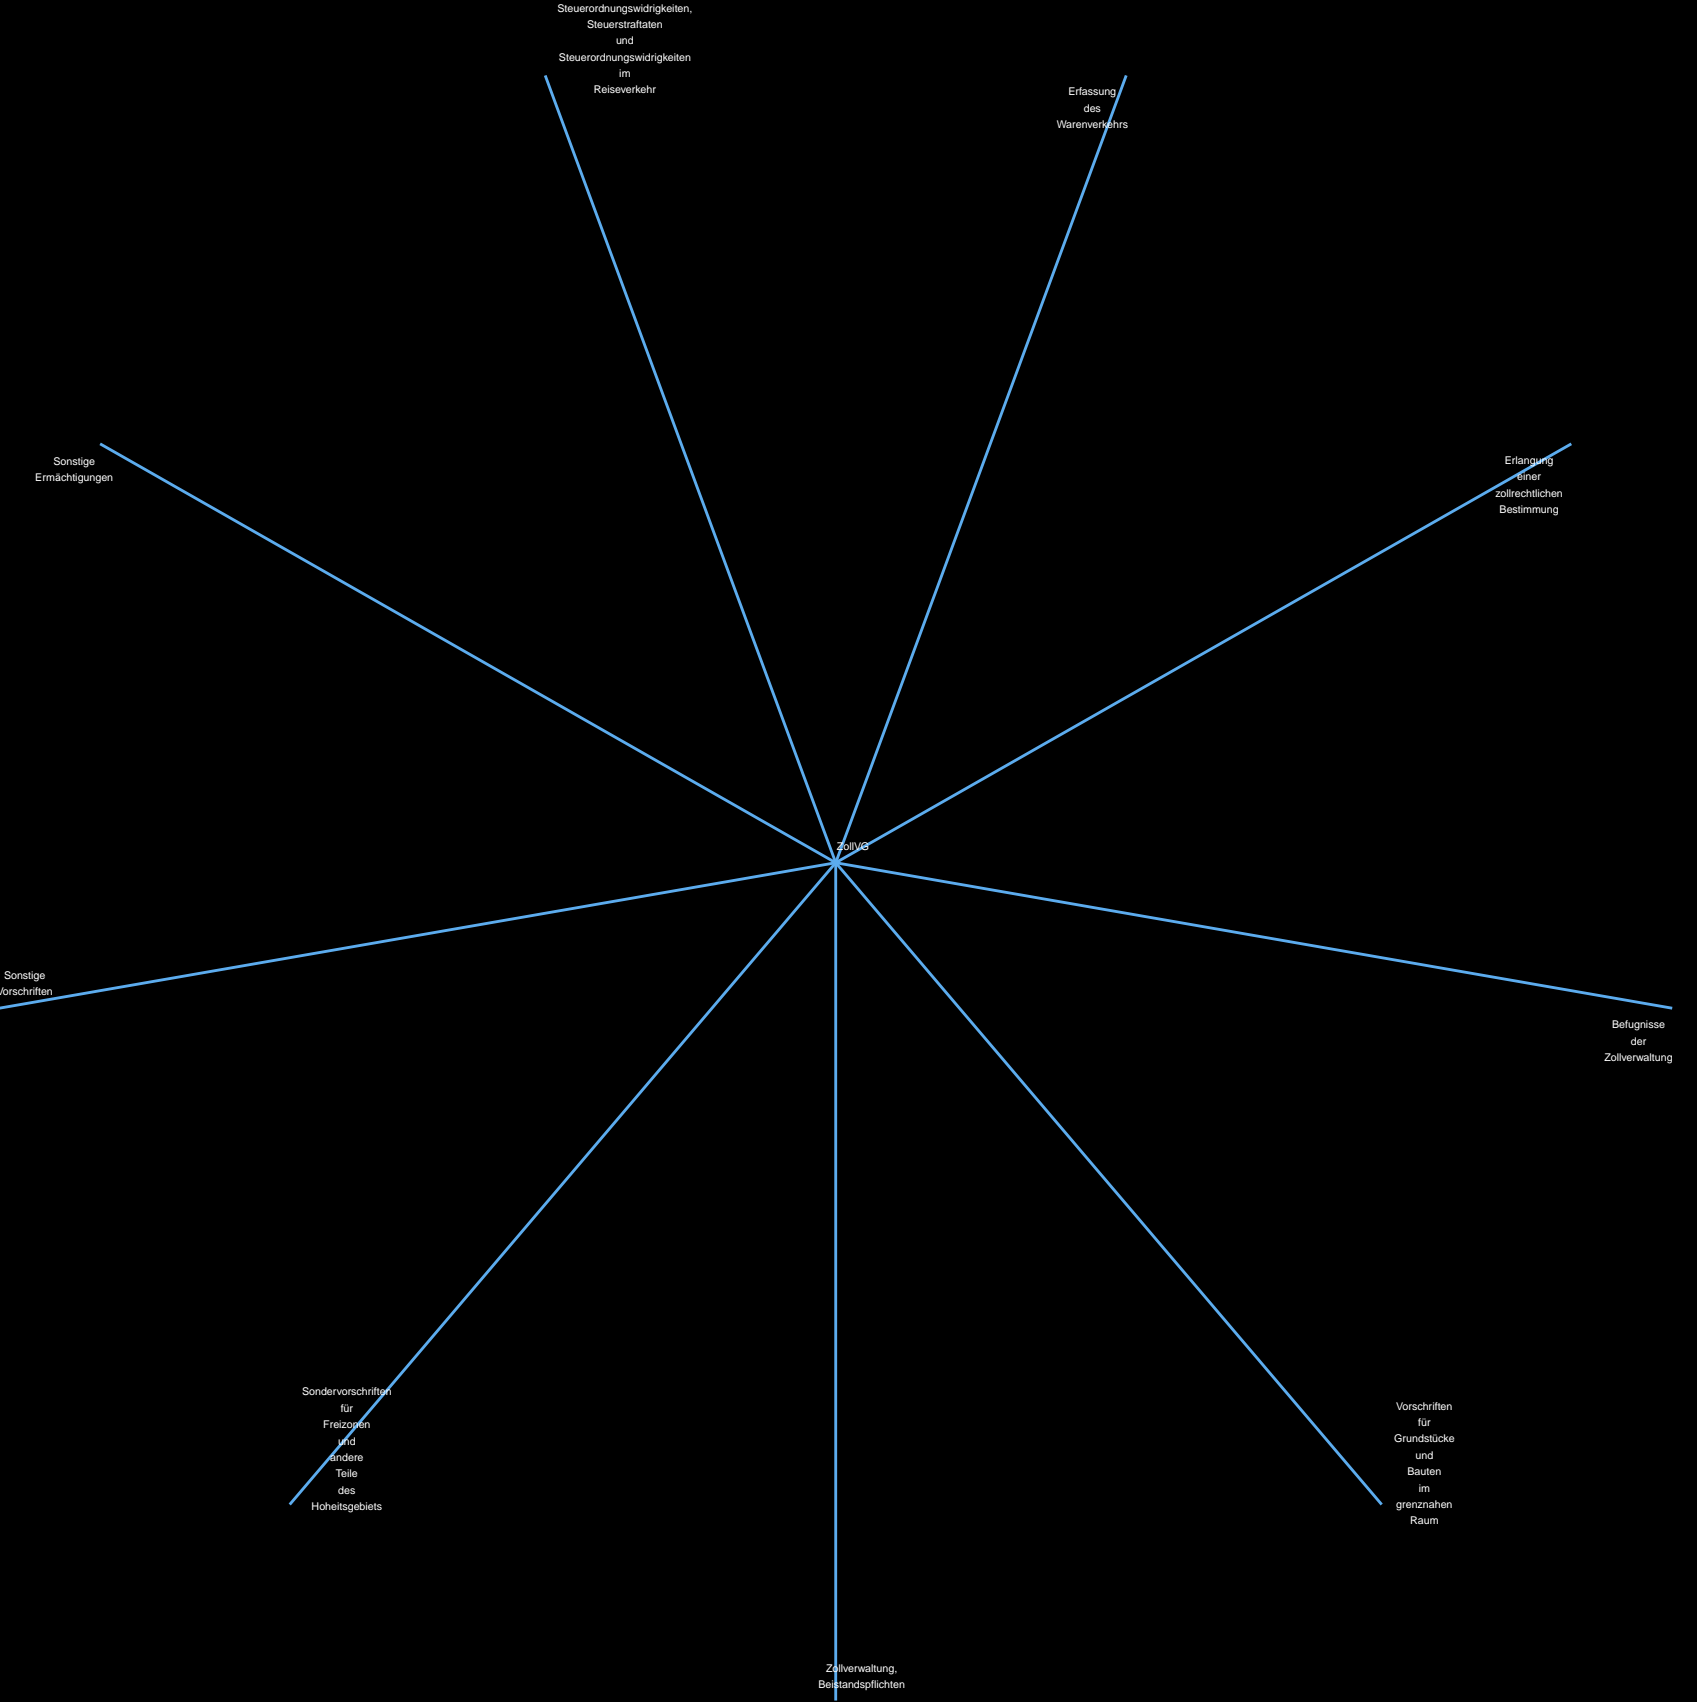 Steuerordnungswidrigkeiten,
Steuerstraftaten
und
Steuerordnungswidrigkeiten
im
Reiseverkehr
Erfassung
des
Warenverkehrs
Sonstige
Ermächtigungen
Erlangung
einer
zollrechtlichen
Bestimmung
ZollVG
Sonstige
Vorschriften
Befugnisse
der
Zollverwaltung
Sondervorschriften
für
Freizonen
und
andere
Teile
des
Hoheitsgebiets
Vorschriften
für
Grundstücke
und
Bauten
im
grenznahen
Raum
Zollverwaltung,
Beistandspflichten